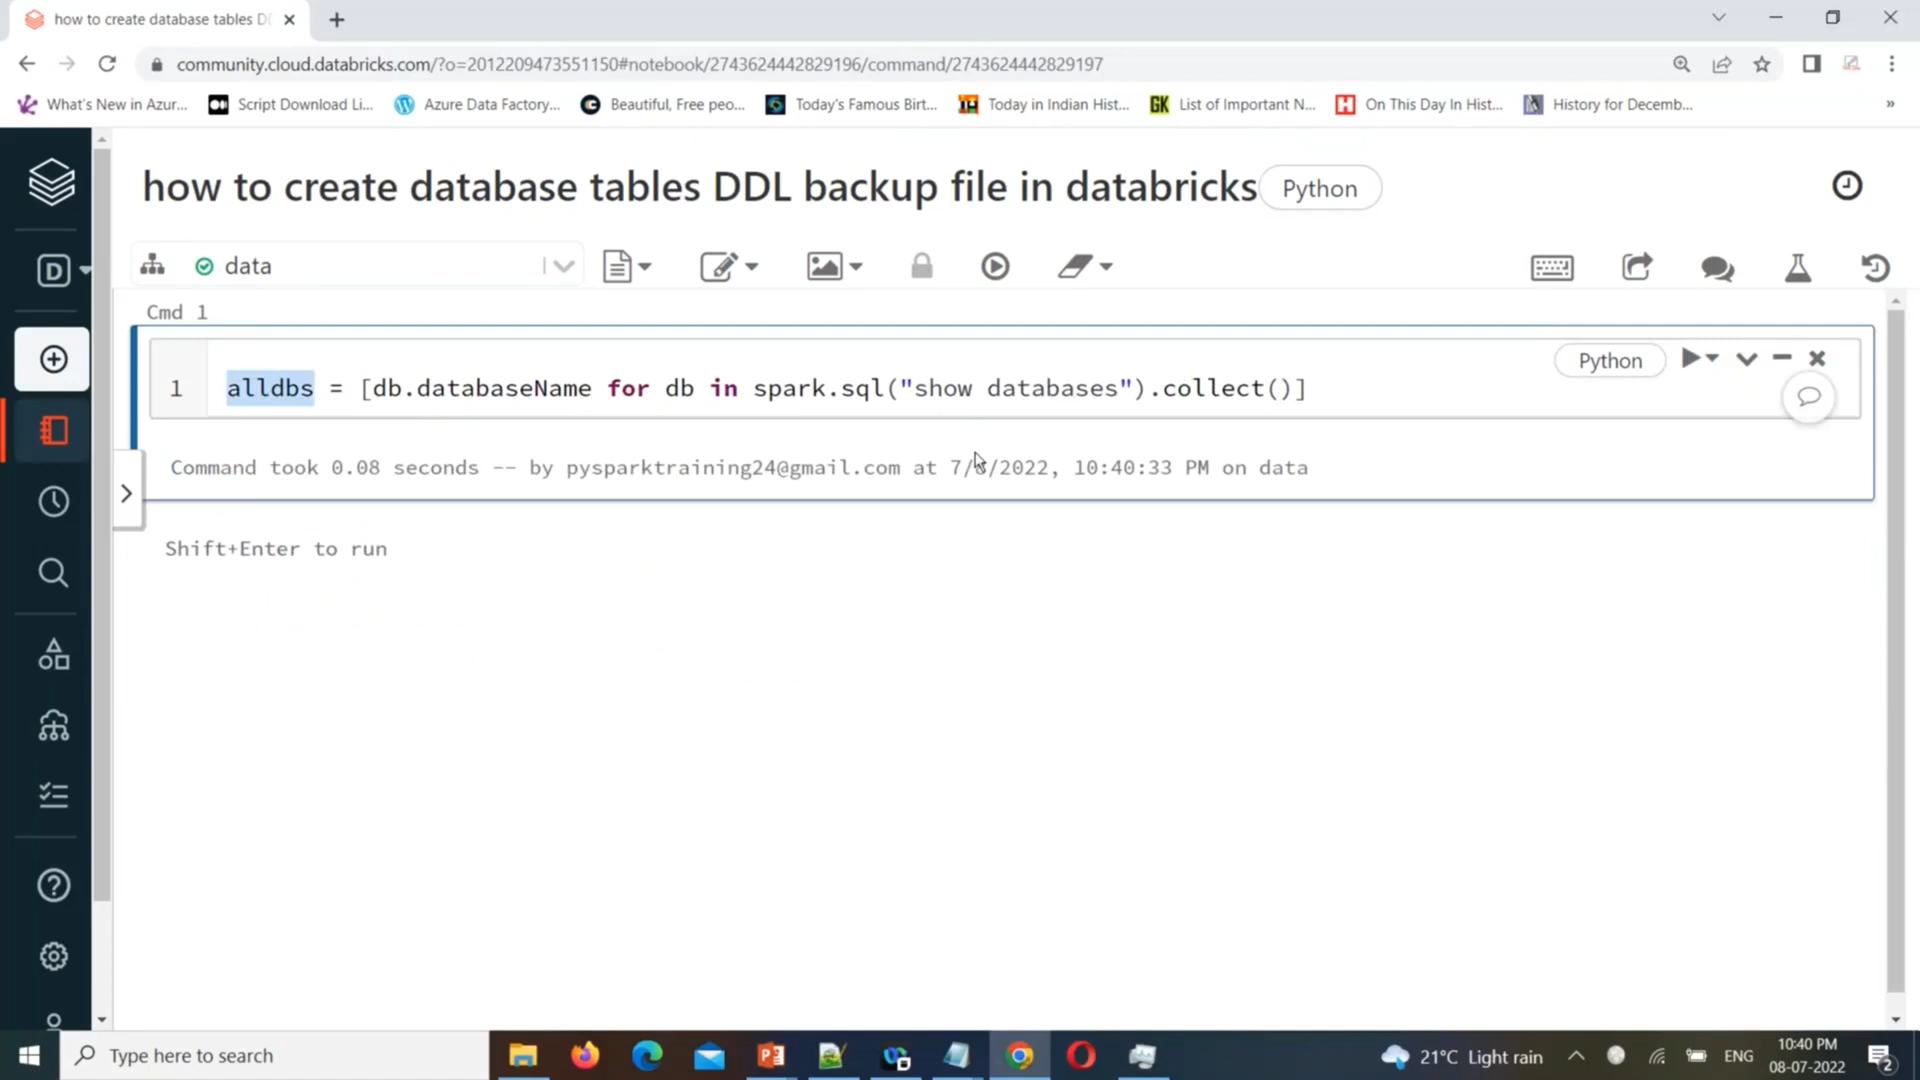 how to create database tables D
community.cloud.databricks.com/?o=2012209473551150#notebook/2743624442829196/command/2743624442829197
What's New in Azur... Script Download Li... Azure Data Factory... Beautiful, Free peo... Today's Famous Birt... Today in Indian Hist... GK List of Important N... H On This Day In Hist... History for Decemb... »
how to create database tables DDL backup file in databricks Python
D data
Cmd 1
Python
1 alldbs = [db.databaseName for db in spark.sql("show databases").collect()]
Command took 0.08 seconds -- by pysparktraining24@gmail.com at 7/8/2022, 10:40:33 PM on data
Shift+Enter to run
Type here to search
21°C Light rain
ENG
10:40 PM
08-07-2022
2